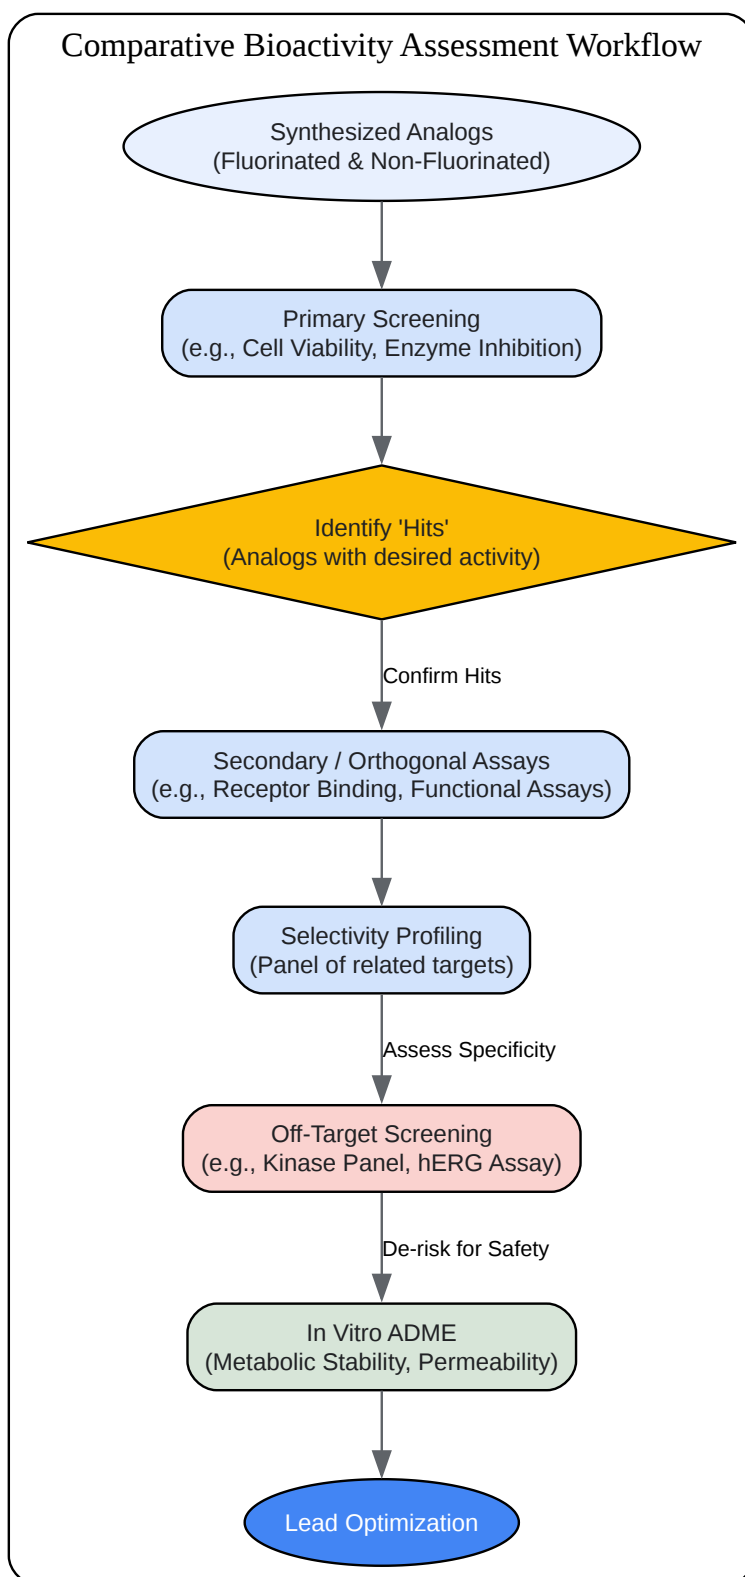 Comparative Bioactivity Assessment Workflow
Synthesized Analogs
(Fluorinated & Non-Fluorinated)
Primary Screening
(e.g., Cell Viability, Enzyme Inhibition)
Identify 'Hits'
(Analogs with desired activity)
Confirm Hits
Secondary / Orthogonal Assays
(e.g., Receptor Binding, Functional Assays)
Selectivity Profiling
(Panel of related targets)
Assess Specificity
Off-Target Screening
(e.g., Kinase Panel, hERG Assay)
De-risk for Safety
In Vitro ADME
(Metabolic Stability, Permeability)
Lead Optimization